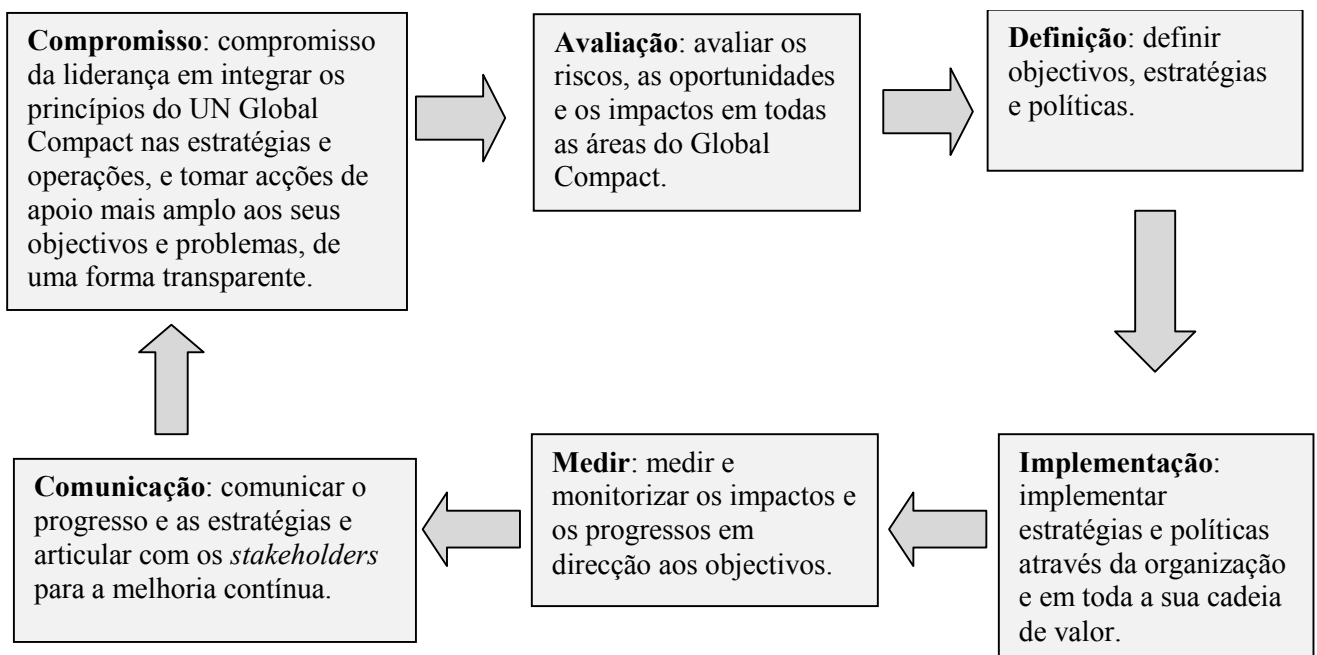 Compromisso: compromisso
da liderança em integrar os
princípios do UN Global
Compact nas estratégias e
operações, e tomar acções de
apoio mais amplo aos seus
objectivos e problemas, de
uma forma transparente.
Avaliação: avaliar os
riscos, as oportunidades
e os impactos em todas
as áreas do Global
Compact.
Definição: definir
objectivos, estratégias
e políticas.
Implementação:
implementar
estratégias e políticas
através da organização
e em toda a sua cadeia
de valor.
Medir: medir e
monitorizar os impactos e
os progressos em
direcção aos objectivos.
Comunicação: comunicar o
progresso e as estratégias e
articular com os stakeholders
para a melhoria contínua.